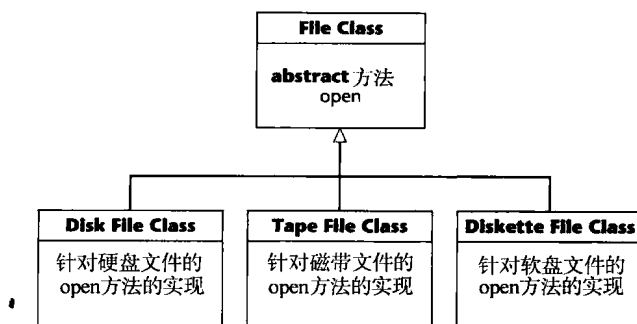 File Class
abstract 方法
open
Disk File Class
针对硬盘文件的
open方法的实现
Tape File Class
针对磁带文件的
open方法的实现
Diskette File Class
针对软盘文件的
open方法的实现